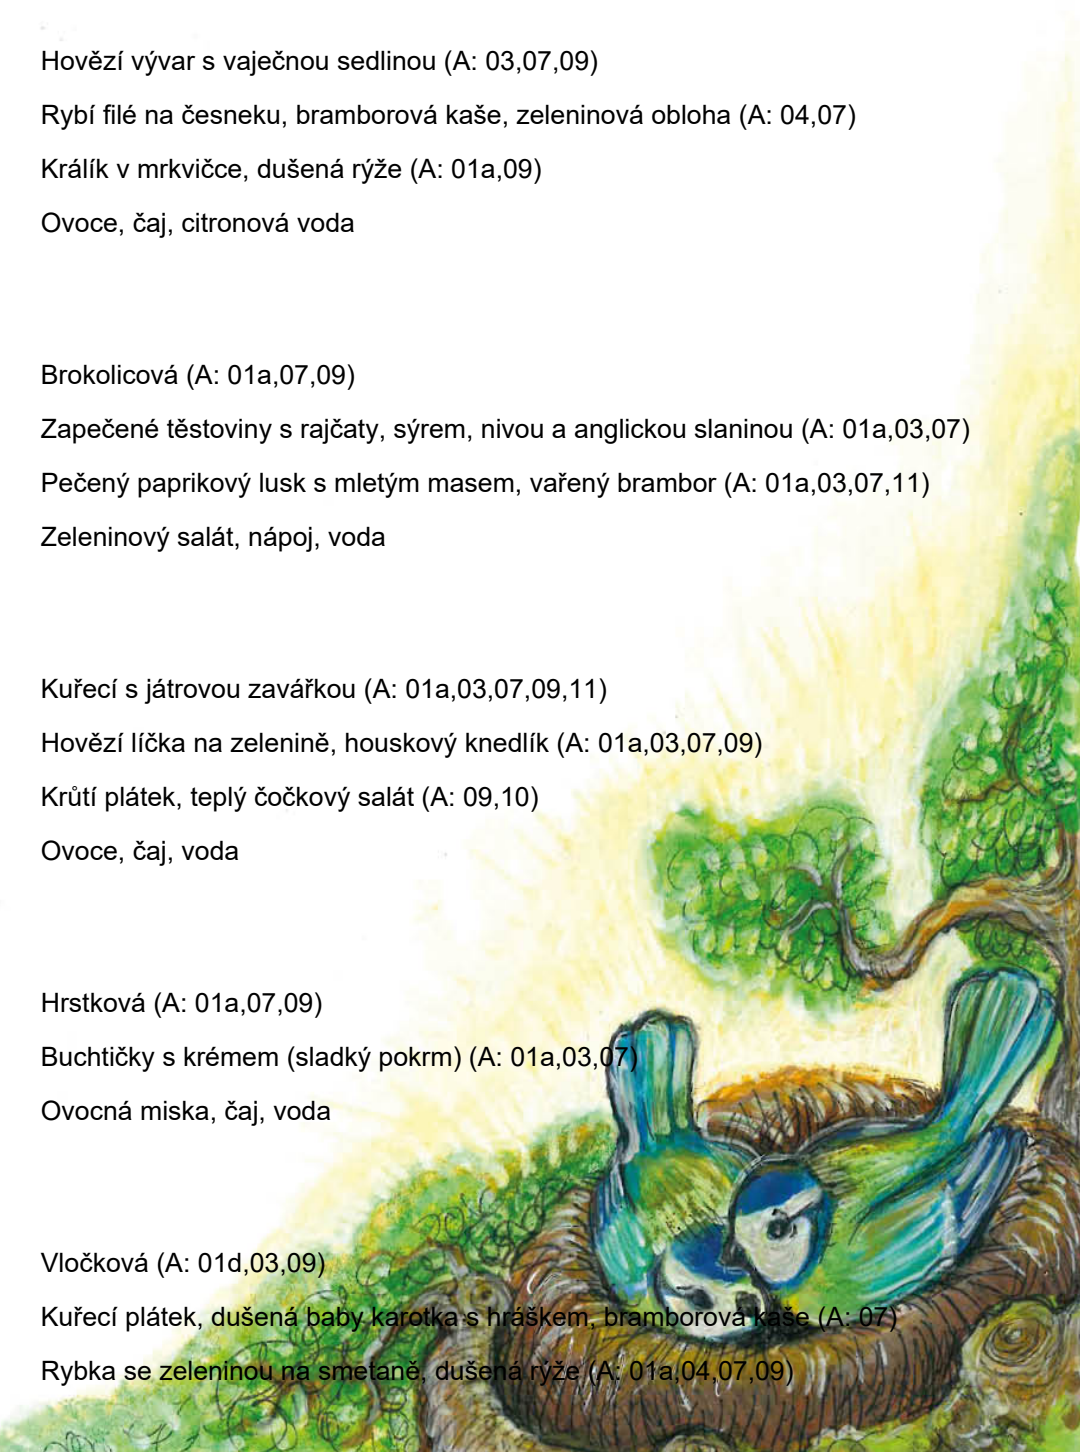 Hovězí vývar s vaječnou sedlinou (A: 03,07,09)
Rybí filé na česneku, bramborová kaše, zeleninová obloha (A: 04,07)
Králík v mrkvičce, dušená rýže (A: 01a,09)
Ovoce, čaj, citronová voda
Brokolicová (A: 01a,07,09)
Zapečené těstoviny s rajčaty, sýrem, nivou a anglickou slaninou (A: 01a,03,07)
Pečený paprikový lusk s mletým masem, vařený brambor (A: 01a,03,07,11)
Zeleninový salát, nápoj, voda
Kuřecí s játrovou zavářkou (A: 01a,03,07,09,11)
Hovězí líčka na zelenině, houskový knedlík (A: 01a,03,07,09)
Krůtí plátek, teplý čočkový salát (A: 09,10)
Ovoce, čaj, voda
Hrstková (A: 01a,07,09)
Buchtičky s krémem (sladký pokrm) (A: 01a,03,07)
Ovocná miska, čaj, voda
Vločková (A: 01d,03,09)
Kuřecí plátek, dušená baby karotka s hráškem, bramborová kaše (A: 07)
Rybka se zeleninou na smetaně, dušená rýže (A: 01a,04,07,09)